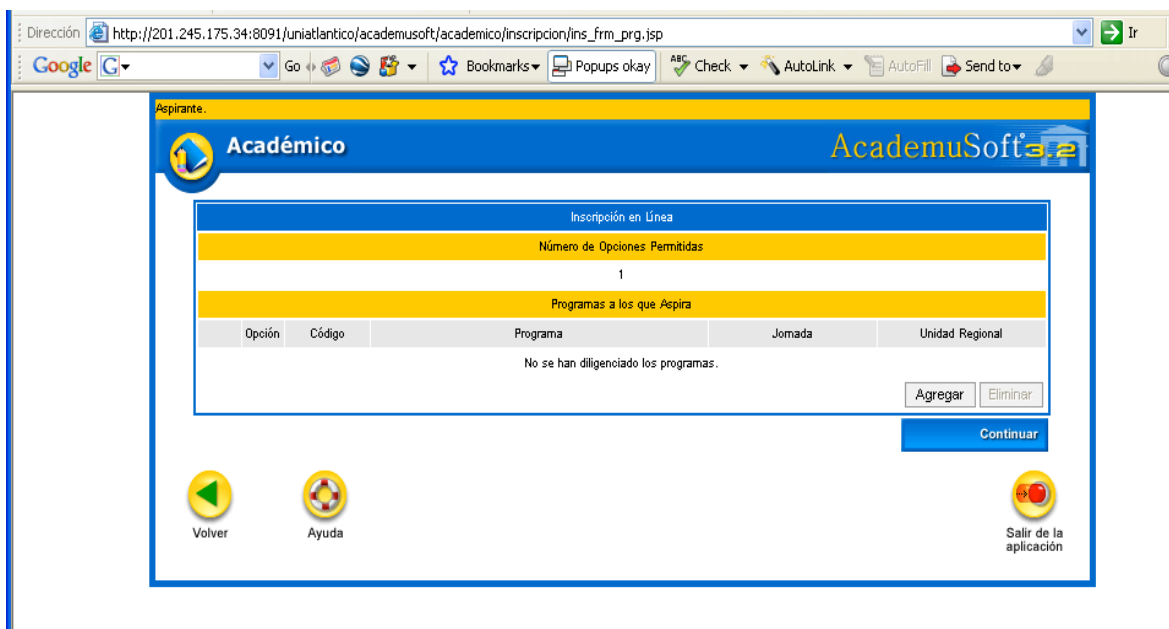 Dirección http://201.245.175.34:8091/uniatlantico/academusoft/academico/inscripcion/ins_frm_prg.jsp Ir
Google G Go Bookmarks Popups okay ABC Check AutoLink AutoFill Send to
Aspirante.
Académico AcademuSoft 3.2
Inscripción en Línea
Número de Opciones Permitidas
1
Programas a los que Aspira
Opción Código Programa Jornada Unidad Regional
No se han diligenciado los programas.
Agregar Eliminar
Continuar
Volver Ayuda Salir de la
aplicación